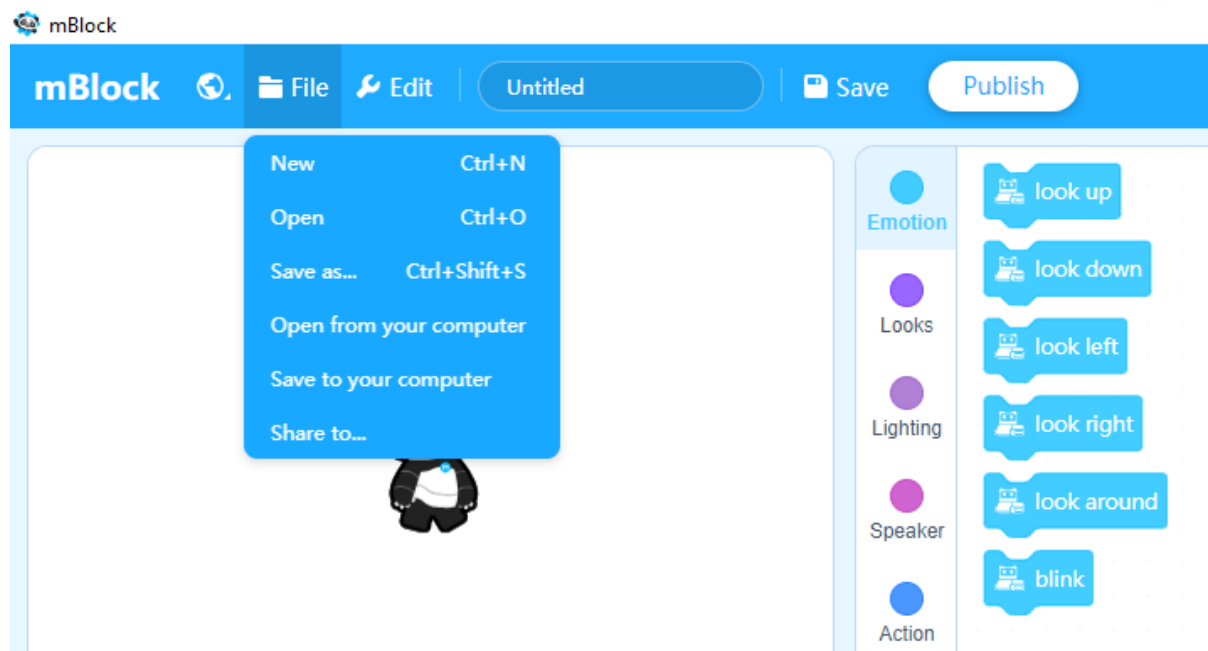 mBlock
mBlock File Edit Untitled Save Publish
New Ctrl+N
Open Ctrl+O
Save as... Ctrl+Shift+S
Open from your computer
Save to your computer
Share to...
Emotion
Looks
Lighting
Speaker
Action
look up
look down
look left
look right
look around
blink